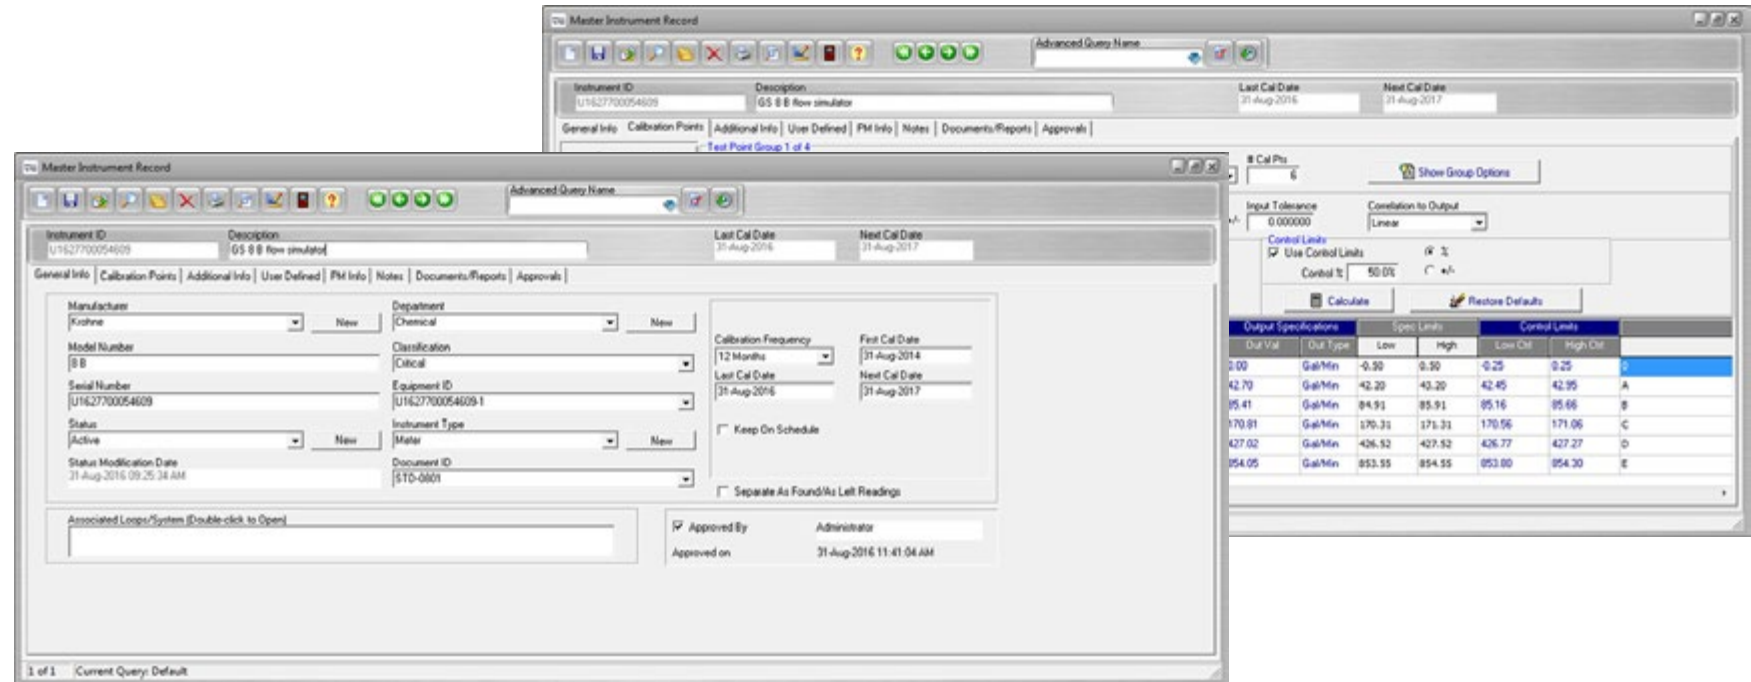 Master Instrument Record
Advanced Query Name
Instrument ID Description Last Cal Date Next Cal Date
U1627700054609 GS 8 B flow simulator 31-Aug-2016 31-Aug-2017
General Info Calibration Points Additional Info User Defined PM Info Notes Documents/Reports Approvals
Test Point Group 1 of 4
# Cal Pts
6 Show Group Options
Input Tolerance Correlation to Output
+/- 0.000000 Linear
Control Limits
Use Control Limits %
Control % 50.0% +/-
Calculate Restore Defaults
Output Specifications Spec Limits Control Limits
Out Val Out Type Low High Low Ctrl High Ctrl
0.00 Gal/Min -0.50 0.50 -0.25 0.25
42.70 Gal/Min 42.20 43.20 42.45 42.95 A
85.41 Gal/Min 84.91 85.91 85.16 85.66 B
170.81 Gal/Min 170.31 171.31 170.56 171.06 C
427.02 Gal/Min 426.52 427.52 426.77 427.27 D
854.05 Gal/Min 853.55 854.55 853.80 854.30 E
Master Instrument Record
Advanced Query Name
Instrument ID Description Last Cal Date Next Cal Date
U1627700054609 GS 8 B flow simulator 31-Aug-2016 31-Aug-2017
General Info Calibration Points Additional Info User Defined PM Info Notes Documents/Reports Approvals
Manufacturer Department
Krohne New Chemical New
Calibration Frequency First Cal Date
Model Number Classification
12 Months 31-Aug-2014
8 B Critical
Last Cal Date Next Cal Date
Serial Number Equipment ID
31-Aug-2016 31-Aug-2017
U1627700054609 U1627700054609-1
Status Instrument Type
Keep On Schedule
Active New Meter New
Status Modification Date Document ID
31-Aug-2016 09:25:34 AM STD-0801
Separate As Found/As Left Readings
Associated Loops/System (Double-click to Open)
Approved By Administrator
Approved on 31-Aug-2016 11:41:04 AM
1 of 1 Current Query: Default